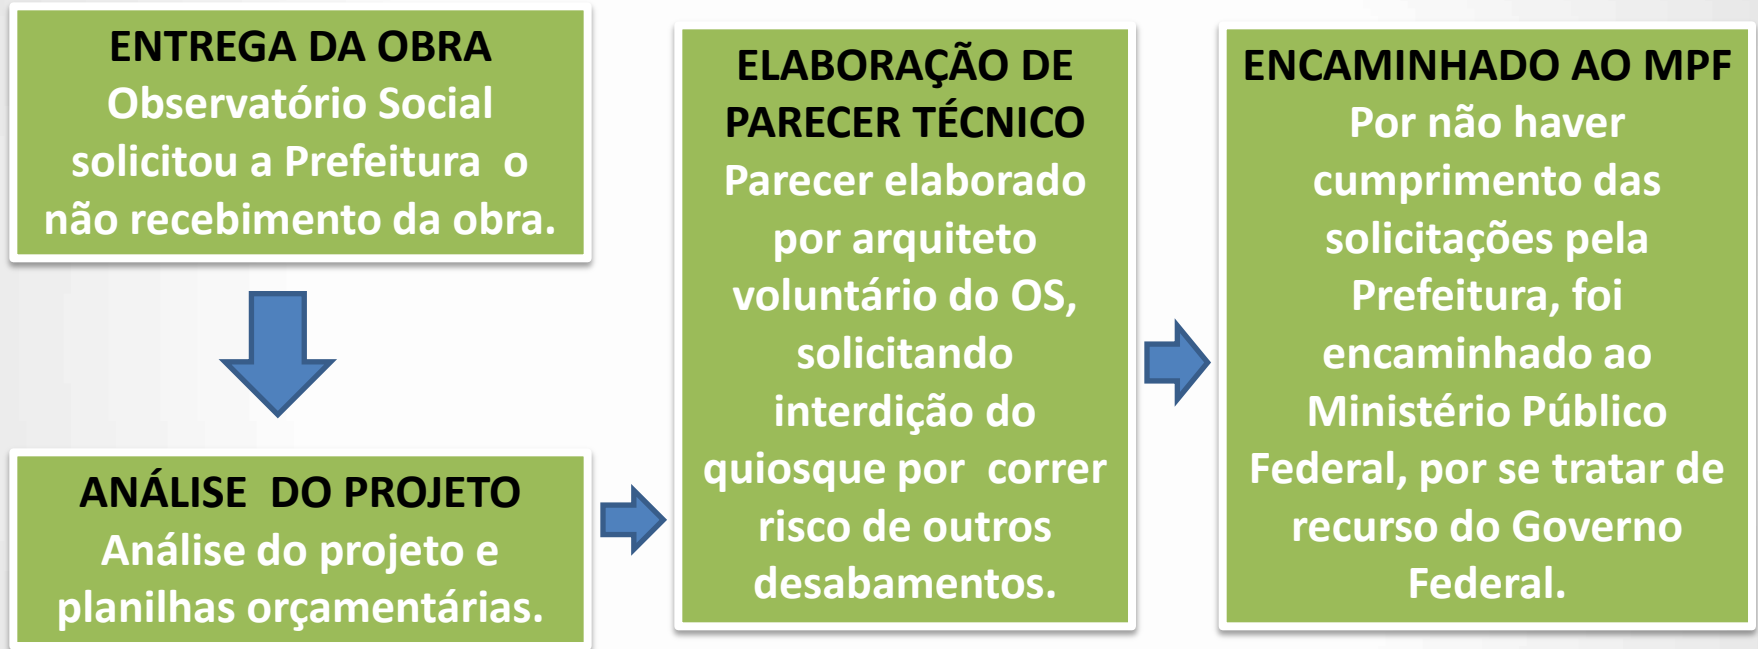 ENTREGA DA OBRA
Observatório Social
solicitou a Prefeitura o
não recebimento da obra.
ANÁLISE DO PROJETO
Análise do projeto e
planilhas orçamentárias.
ELABORAÇÃO DE
PARECER TÉCNICO
Parecer elaborado
por arquiteto
voluntário do OS,
solicitando
interdição do
quiosque por correr
risco de outros
desabamentos.
ENCAMINHADO AO MPF
Por não haver
cumprimento das
solicitações pela
Prefeitura, foi
encaminhado ao
Ministério Público
Federal, por se tratar de
recurso do Governo
Federal.